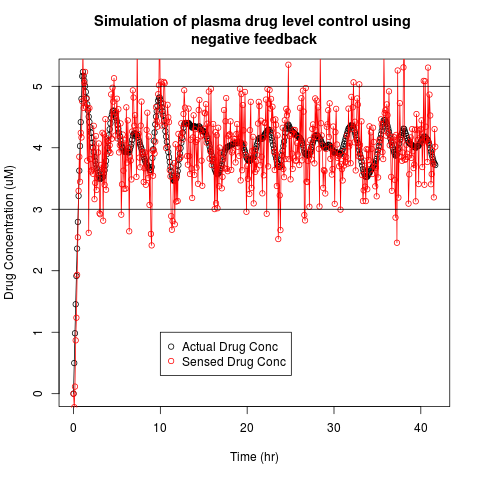 Simulation of plasma drug level control using
negative feedback
Drug Concentration (uM)
5
4
3
2
1
0
Actual Drug Conc
Sensed Drug Conc
0 10 20 30 40
Time (hr)